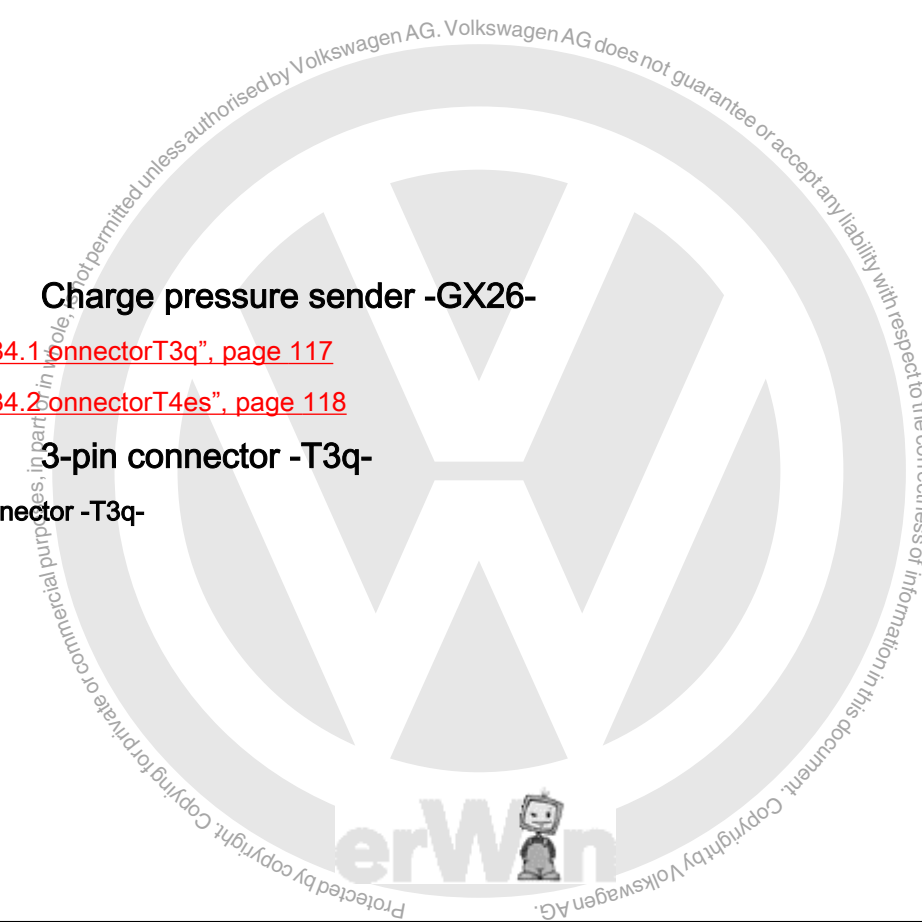 Charge pressure sender -GX26-
34.1 onnectorT3q”, page 117
34.2 onnectorT4es”, page 118
3-pin connector -T3q-
nector -T3q-
Protected by copyright. Copying for private or commercial purposes, in part or in whole, is not permitted unless authorised by Volkswagen AG. Volkswagen AG does not guarantee or accept any liability with respect to the correctness of information in this document. Copyright by Volkswagen AG.
erWin